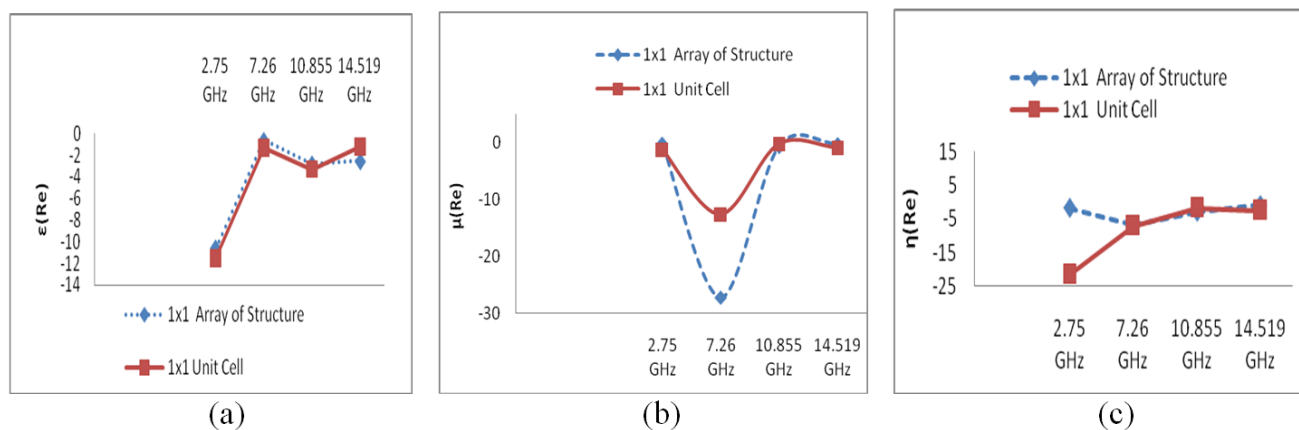 2.75 7.26 10.855 14.519
GHz GHz GHz GHz
0
-2
-4
-6
-8
-10
-12
-14
ε(Re)
1x1 Array of Structure
1x1 Unit Cell
(a)
1x1 Array of Structure
1x1 Unit Cell
0
-10
-20
-30
μ(Re)
2.75 7.26 10.855 14.519
GHz GHz GHz GHz
(b)
1x1 Array of Structure
1x1 Unit Cell
15
5
-5
-15
-25
η(Re)
2.75 7.26 10.855 14.519
GHz GHz GHz GHz
(c)